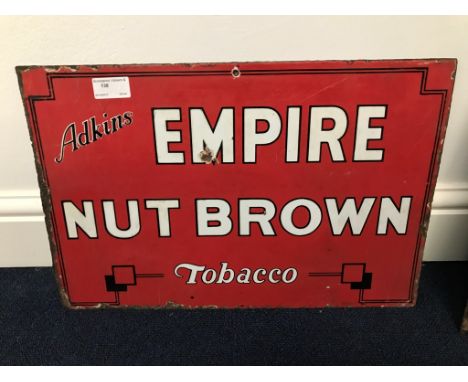 Adkins
EMPIRE
NUT BROWN
Tobacco